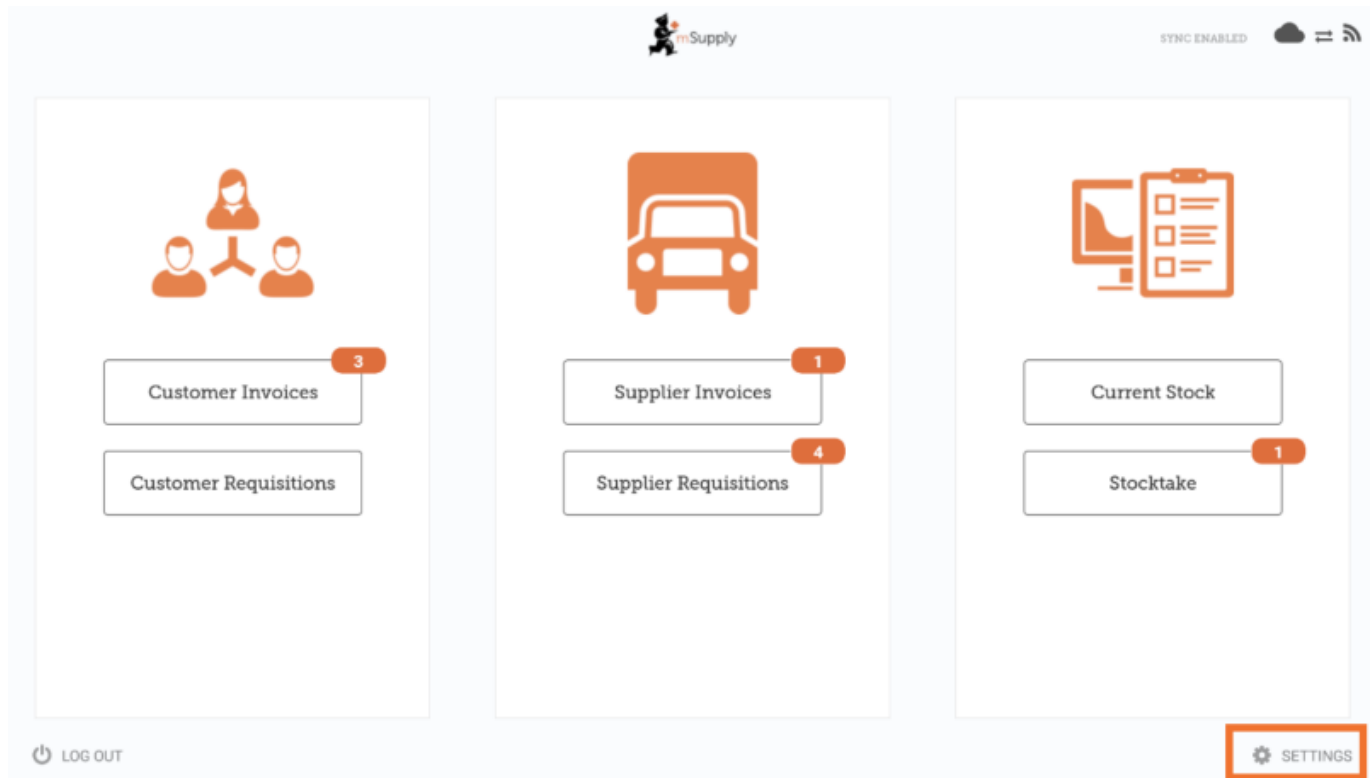 mSupply
SYNC ENABLED
3
Customer Invoices
Customer Requisitions
1
Supplier Invoices
4
Supplier Requisitions
Current Stock
1
Stocktake
LOG OUT
SETTINGS